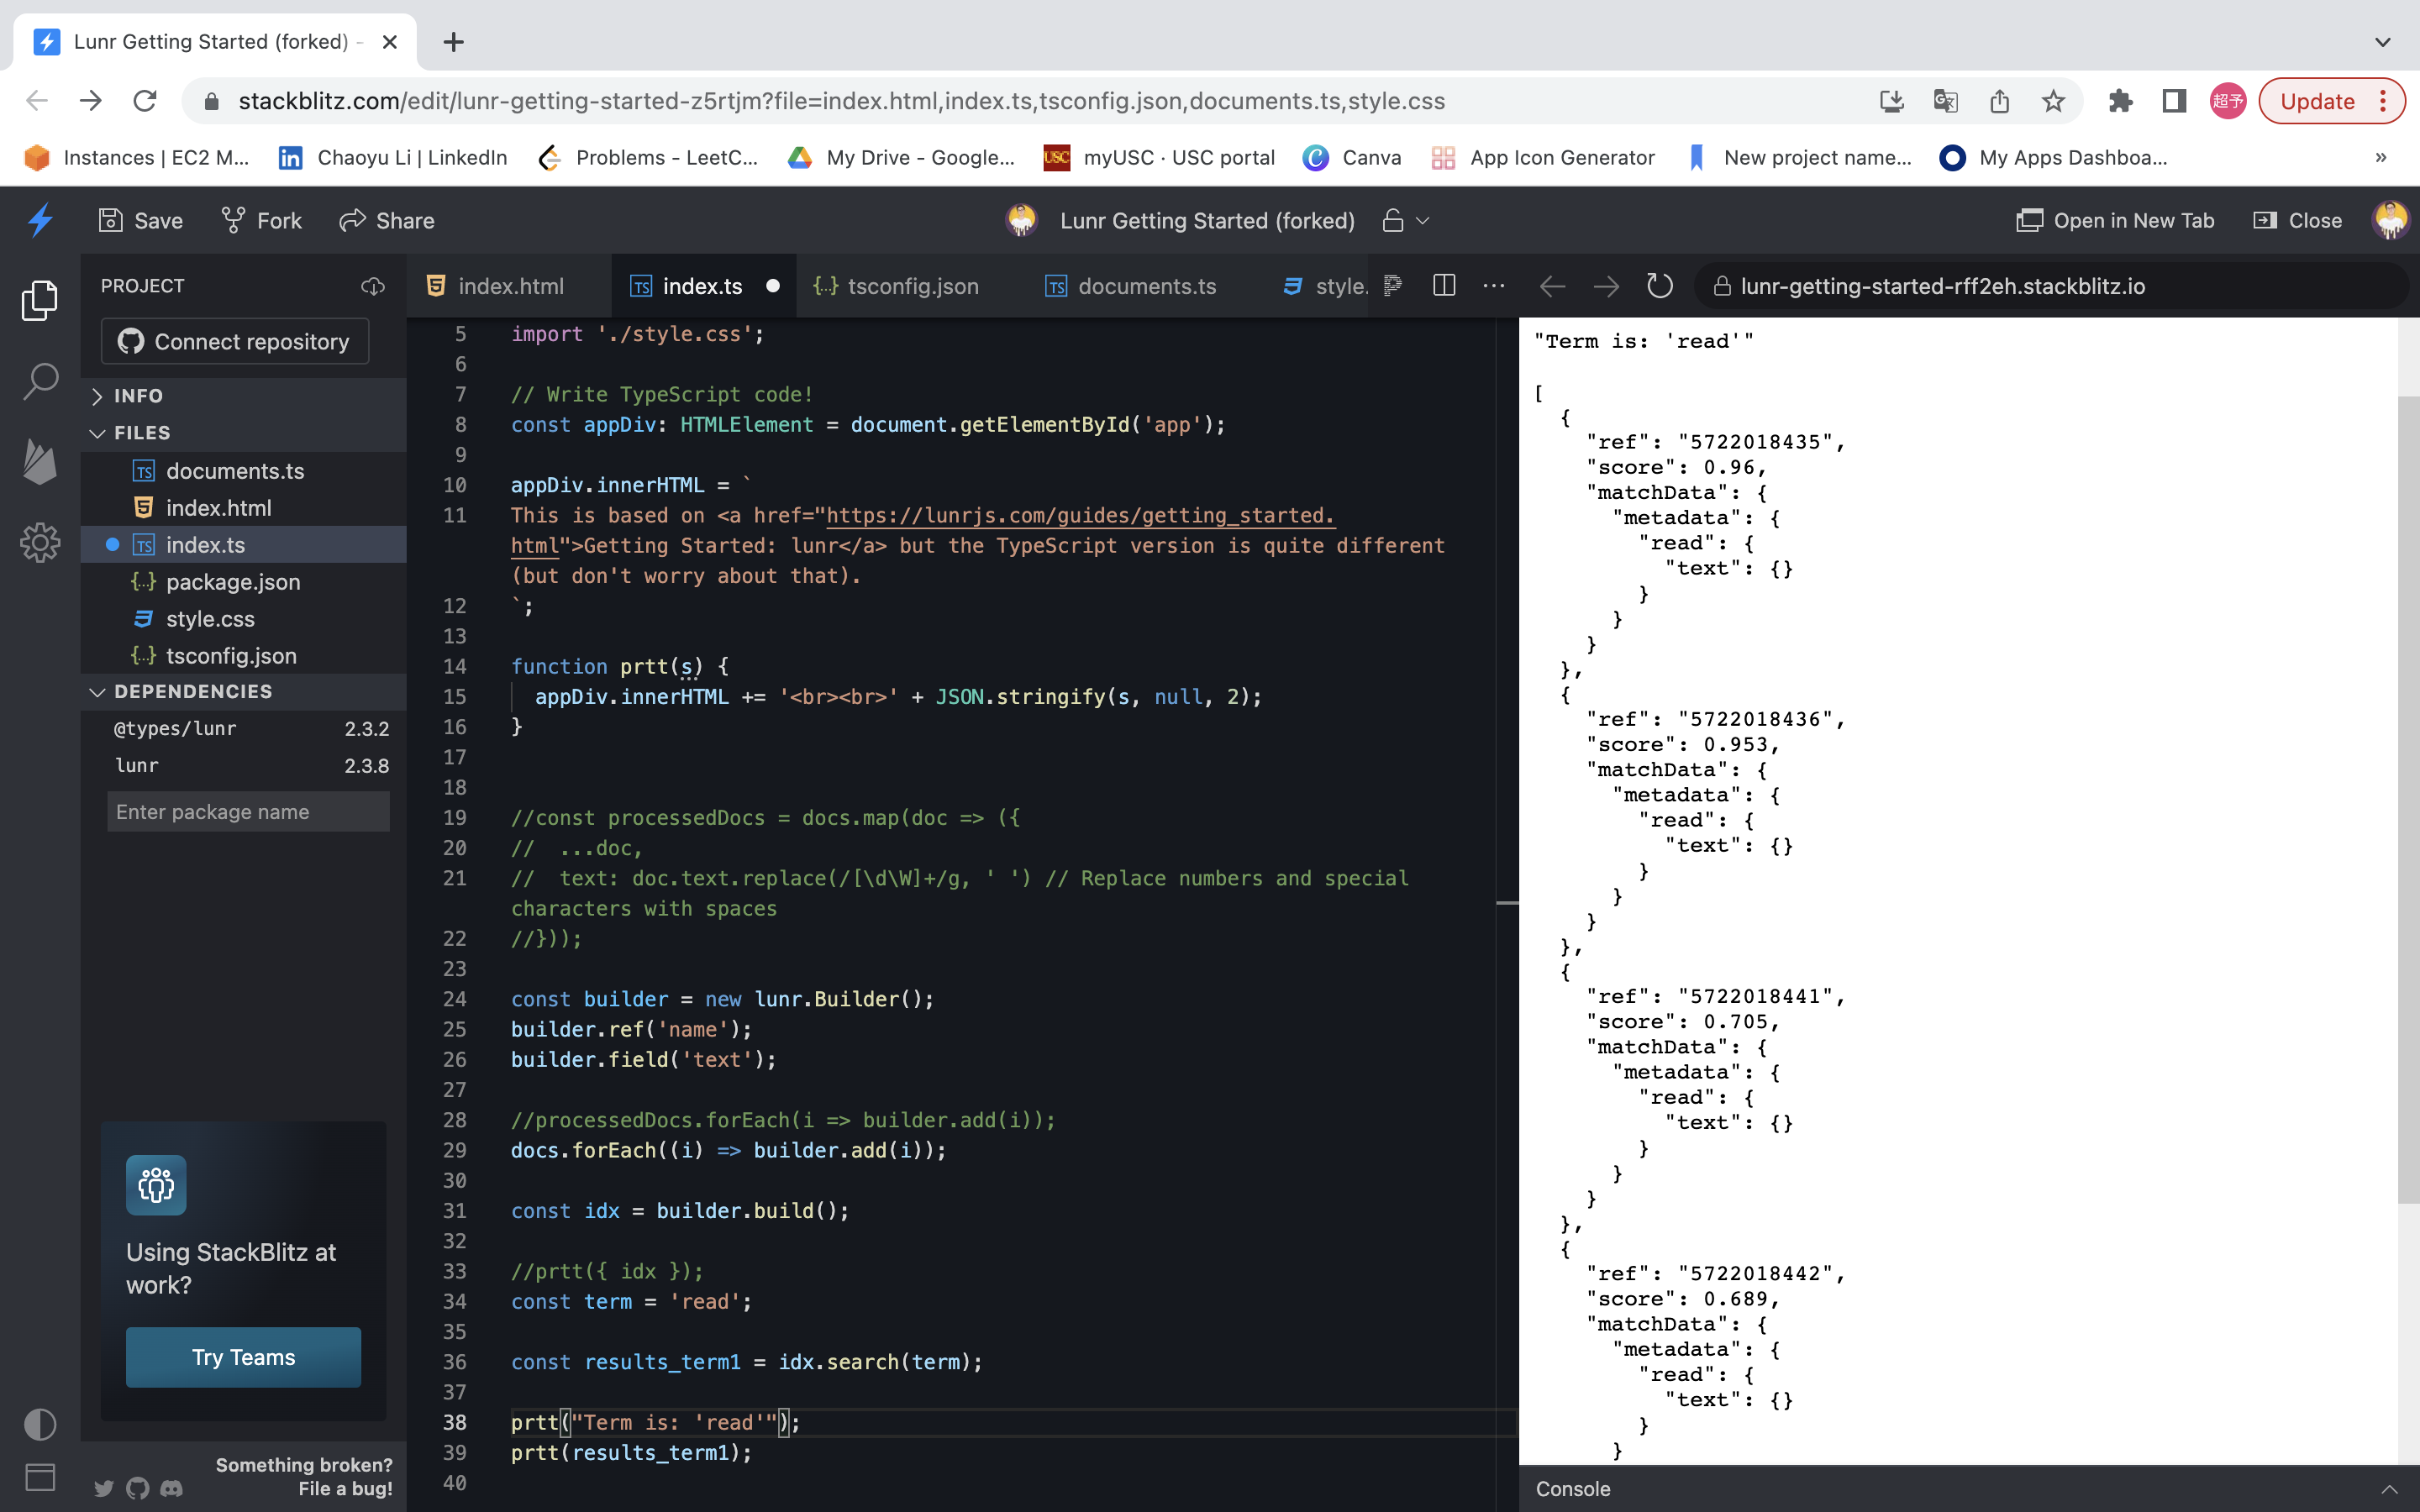 Lunr Getting Started (forked) -
stackblitz.com/edit/lunr-getting-started-z5rtjm?file=index.html,index.ts,tsconfig.json,documents.ts,style.css
超予
Update
Instances | EC2 M...
Chaoyu Li | LinkedIn
Problems - LeetC...
My Drive - Google...
USC
myUSC · USC portal
Canva
App Icon Generator
New project name...
My Apps Dashboa...
»
Save
Fork
Share
Lunr Getting Started (forked)
Open in New Tab
Close
PROJECT
Connect repository
INFO
FILES
TS documents.ts
index.html
TS index.ts
{..} package.json
style.css
{..} tsconfig.json
DEPENDENCIES
@types/lunr 2.3.2
lunr 2.3.8
Enter package name
Using StackBlitz at
work?
Try Teams
Something broken?
File a bug!
index.html
TS index.ts
{..} tsconfig.json
TS documents.ts
style.
5 import './style.css';
6
7 // Write TypeScript code!
8 const appDiv: HTMLElement = document.getElementById('app');
9
10 appDiv.innerHTML = `
11 This is based on <a href="https://lunrjs.com/guides/getting_started.
html">Getting Started: lunr</a> but the TypeScript version is quite different
(but don't worry about that).
12 `;
13
14 function prtt(s) {
15 appDiv.innerHTML += '<br><br>' + JSON.stringify(s, null, 2);
16 }
17
18
19 //const processedDocs = docs.map(doc => ({
20 //  ...doc,
21 //  text: doc.text.replace(/[\d\W]+/g, ' ') // Replace numbers and special
characters with spaces
22 //}));
23
24 const builder = new lunr.Builder();
25 builder.ref('name');
26 builder.field('text');
27
28 //processedDocs.forEach(i => builder.add(i));
29 docs.forEach((i) => builder.add(i));
30
31 const idx = builder.build();
32
33 //prtt({ idx });
34 const term = 'read';
35
36 const results_term1 = idx.search(term);
37
38 prtt("Term is: 'read'");
39 prtt(results_term1);
40
lunr-getting-started-rff2eh.stackblitz.io
"Term is: 'read'"
[
{
"ref": "5722018435",
"score": 0.96,
"matchData": {
"metadata": {
"read": {
"text": {}
}
}
}
},
{
"ref": "5722018436",
"score": 0.953,
"matchData": {
"metadata": {
"read": {
"text": {}
}
}
}
},
{
"ref": "5722018441",
"score": 0.705,
"matchData": {
"metadata": {
"read": {
"text": {}
}
}
}
},
{
"ref": "5722018442",
"score": 0.689,
"matchData": {
"metadata": {
"read": {
"text": {}
}
}
Console